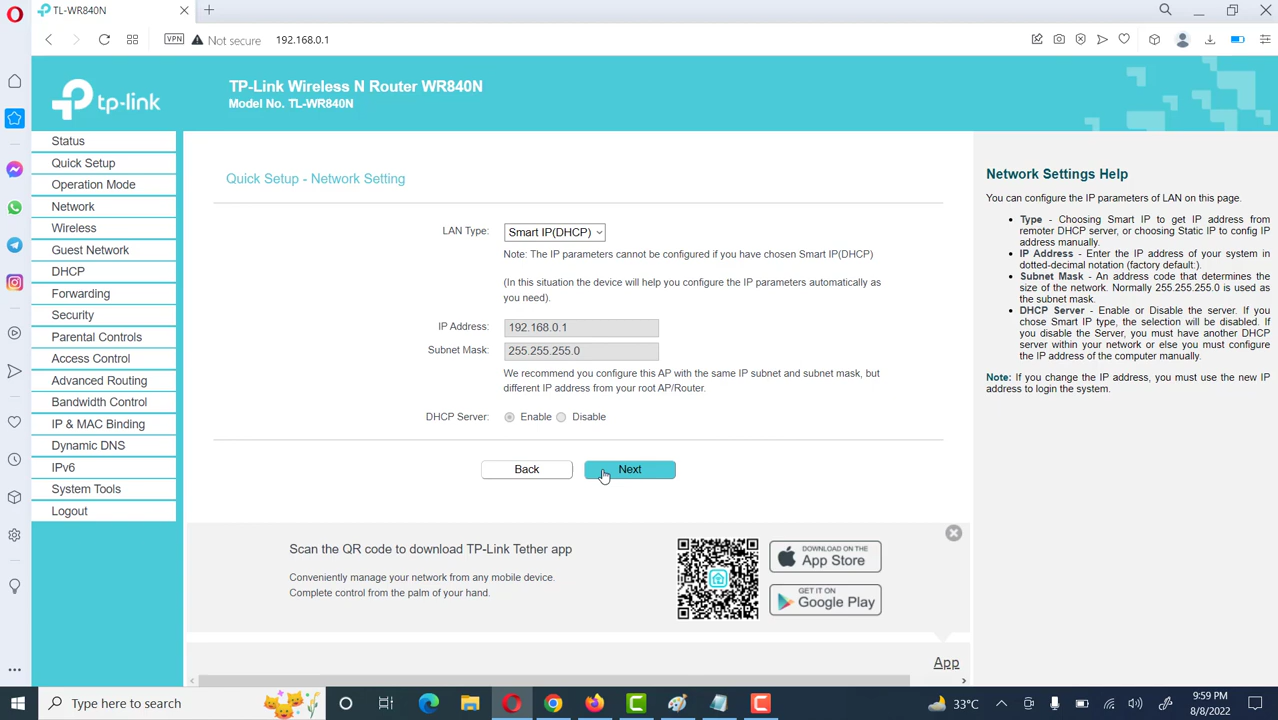 TL-WR840N
VPN
Not secure
192.168.0.1
tp-link
TP-Link Wireless N Router WR840N
Model No. TL-WR840N
Status
Quick Setup
Operation Mode
Network
Wireless
Guest Network
DHCP
Forwarding
Security
Parental Controls
Access Control
Advanced Routing
Bandwidth Control
IP & MAC Binding
Dynamic DNS
IPv6
System Tools
Logout
Quick Setup - Network Setting
LAN Type: Smart IP(DHCP)
Note: The IP parameters cannot be configured if you have chosen Smart IP(DHCP)
(In this situation the device will help you configure the IP parameters automatically as
you need).
IP Address: 192.168.0.1
Subnet Mask: 255.255.255.0
We recommend you configure this AP with the same IP subnet and subnet mask, but
different IP address from your root AP/Router.
DHCP Server: Enable Disable
Back Next
Scan the QR code to download TP-Link Tether app
Conveniently manage your network from any mobile device.
Complete control from the palm of your hand.
DOWNLOAD ON THE
App Store
GET IT ON
Google Play
App
Network Settings Help
You can configure the IP parameters of LAN on this page.
• Type - Choosing Smart IP to get IP address from
remoter DHCP server, or choosing Static IP to config IP
address manually.
• IP Address - Enter the IP address of your system in
dotted-decimal notation (factory default:).
• Subnet Mask - An address code that determines the
size of the network. Normally 255.255.255.0 is used as
the subnet mask.
• DHCP Server - Enable or Disable the server. If you
chose Smart IP type, the selection will be disabled. If
you disable the Server, you must have another DHCP
server within your network or else you must configure
the IP address of the computer manually.
Note: If you change the IP address, you must use the new IP
address to login the system.
Type here to search
33°C
9:59 PM
8/8/2022